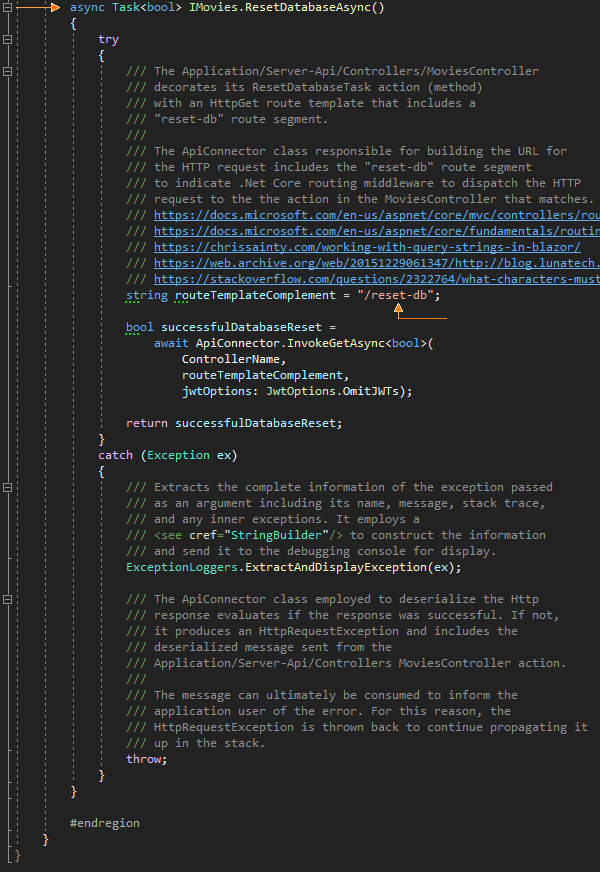 async Task<bool> IMovies.ResetDatabaseAsync()
{
try
{
/// The Application/Server-Api/Controllers/MoviesController
/// decorates its ResetDatabaseTask action (method)
/// with an HttpGet route template that includes a
/// "reset-db" route segment.
///
/// The ApiConnector class responsible for building the URL for
/// the HTTP request includes the "reset-db" route segment
/// to indicate .Net Core routing middleware to dispatch the HTTP
/// request to the the action in the MoviesController that matches.
/// https://docs.microsoft.com/en-us/aspnet/core/mvc/controllers/rou
/// https://docs.microsoft.com/en-us/aspnet/core/fundamentals/routin
/// https://chrissainty.com/working-with-query-strings-in-blazor/
/// https://web.archive.org/web/20151229061347/http://blog.lunatech.
/// https://stackoverflow.com/questions/2322764/what-characters-must
string routeTemplateComplement = "/reset-db";
bool successfulDatabaseReset =
await ApiConnector.InvokeGetAsync<bool>(
ControllerName,
routeTemplateComplement,
jwtOptions: JwtOptions.OmitJWTs);
return successfulDatabaseReset;
}
catch (Exception ex)
{
/// Extracts the complete information of the exception passed
/// as an argument including its name, message, stack trace,
/// and any inner exceptions. It employs a
/// <see cref="StringBuilder"/> to construct the information
/// and send it to the debugging console for display.
ExceptionLoggers.ExtractAndDisplayException(ex);
/// The ApiConnector class employed to deserialize the Http
/// response evaluates if the response was successful. If not,
/// it produces an HttpRequestException and includes the
/// deserialized message sent from the
/// Application/Server-Api/Controllers MoviesController action.
///
/// The message can ultimately be consumed to inform the
/// application user of the error. For this reason, the
/// HttpRequestException is thrown back to continue propagating it
/// up in the stack.
throw;
}
}
#endregion
}
}